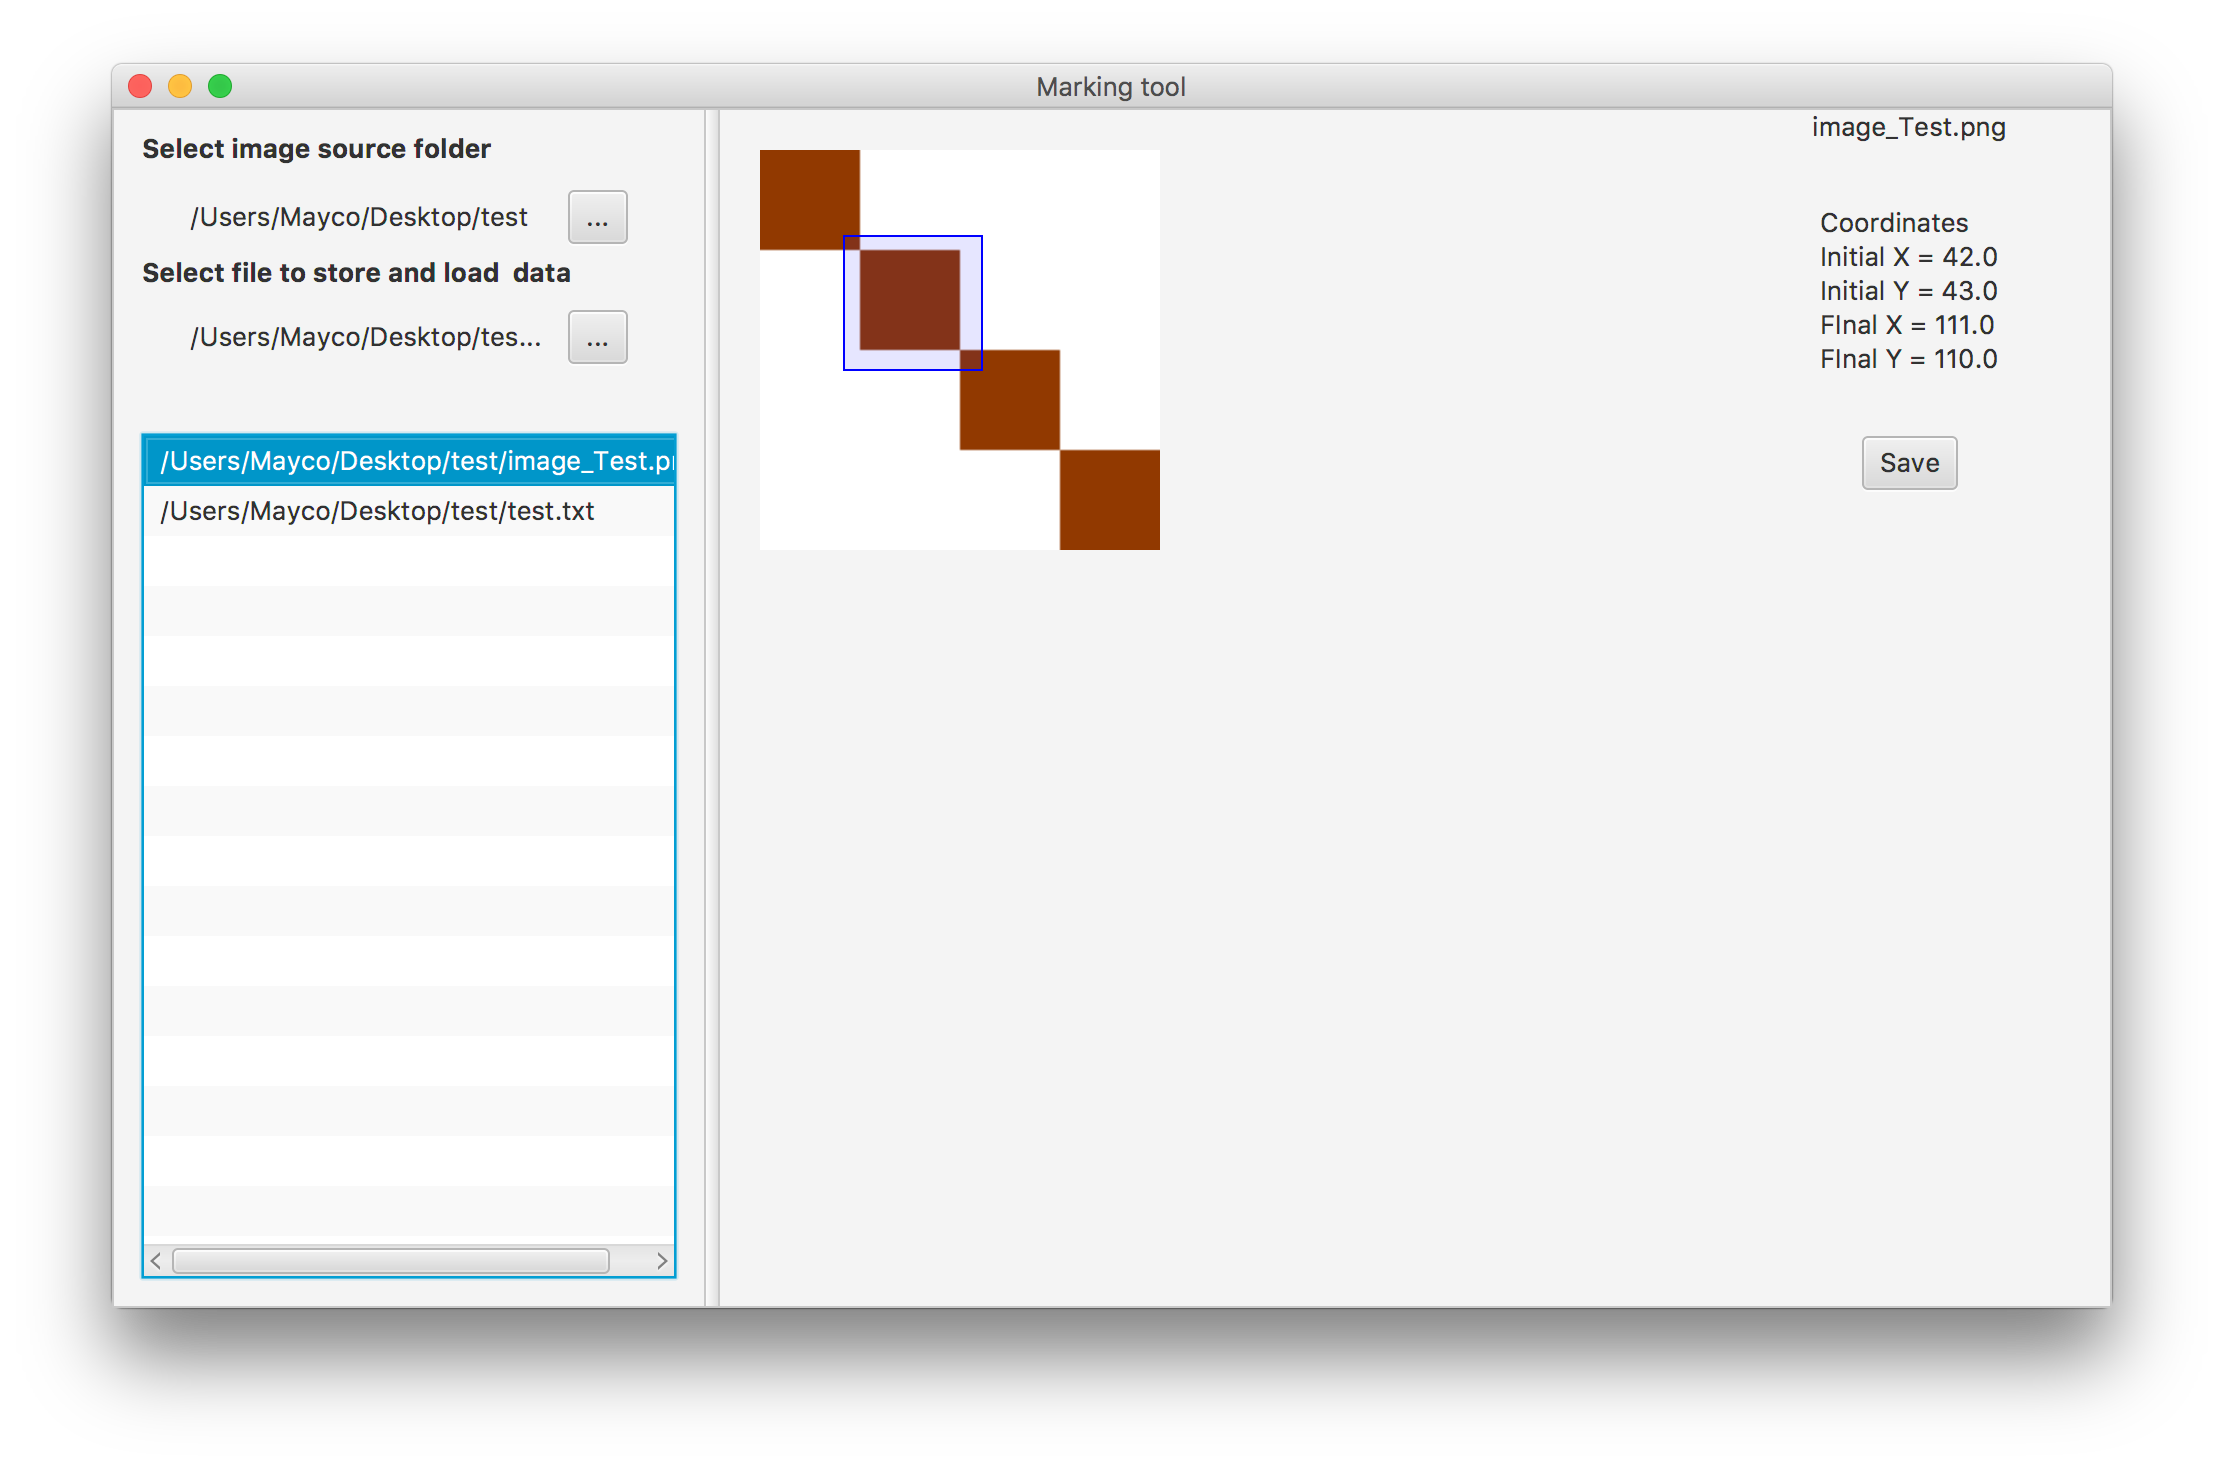 Marking tool
Select image source folder
/Users/Mayco/Desktop/test
...
Select file to store and load  data
/Users/Mayco/Desktop/tes...
...
/Users/Mayco/Desktop/test/image_Test.p
/Users/Mayco/Desktop/test/test.txt
image_Test.png
Coordinates
Initial X = 42.0
Initial Y = 43.0
FInal X = 111.0
FInal Y = 110.0
Save